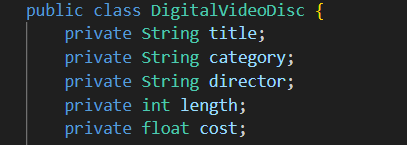 public class DigitalVideoDisc {
private String title;
private String category;
private String director;
private int length;
private float cost;